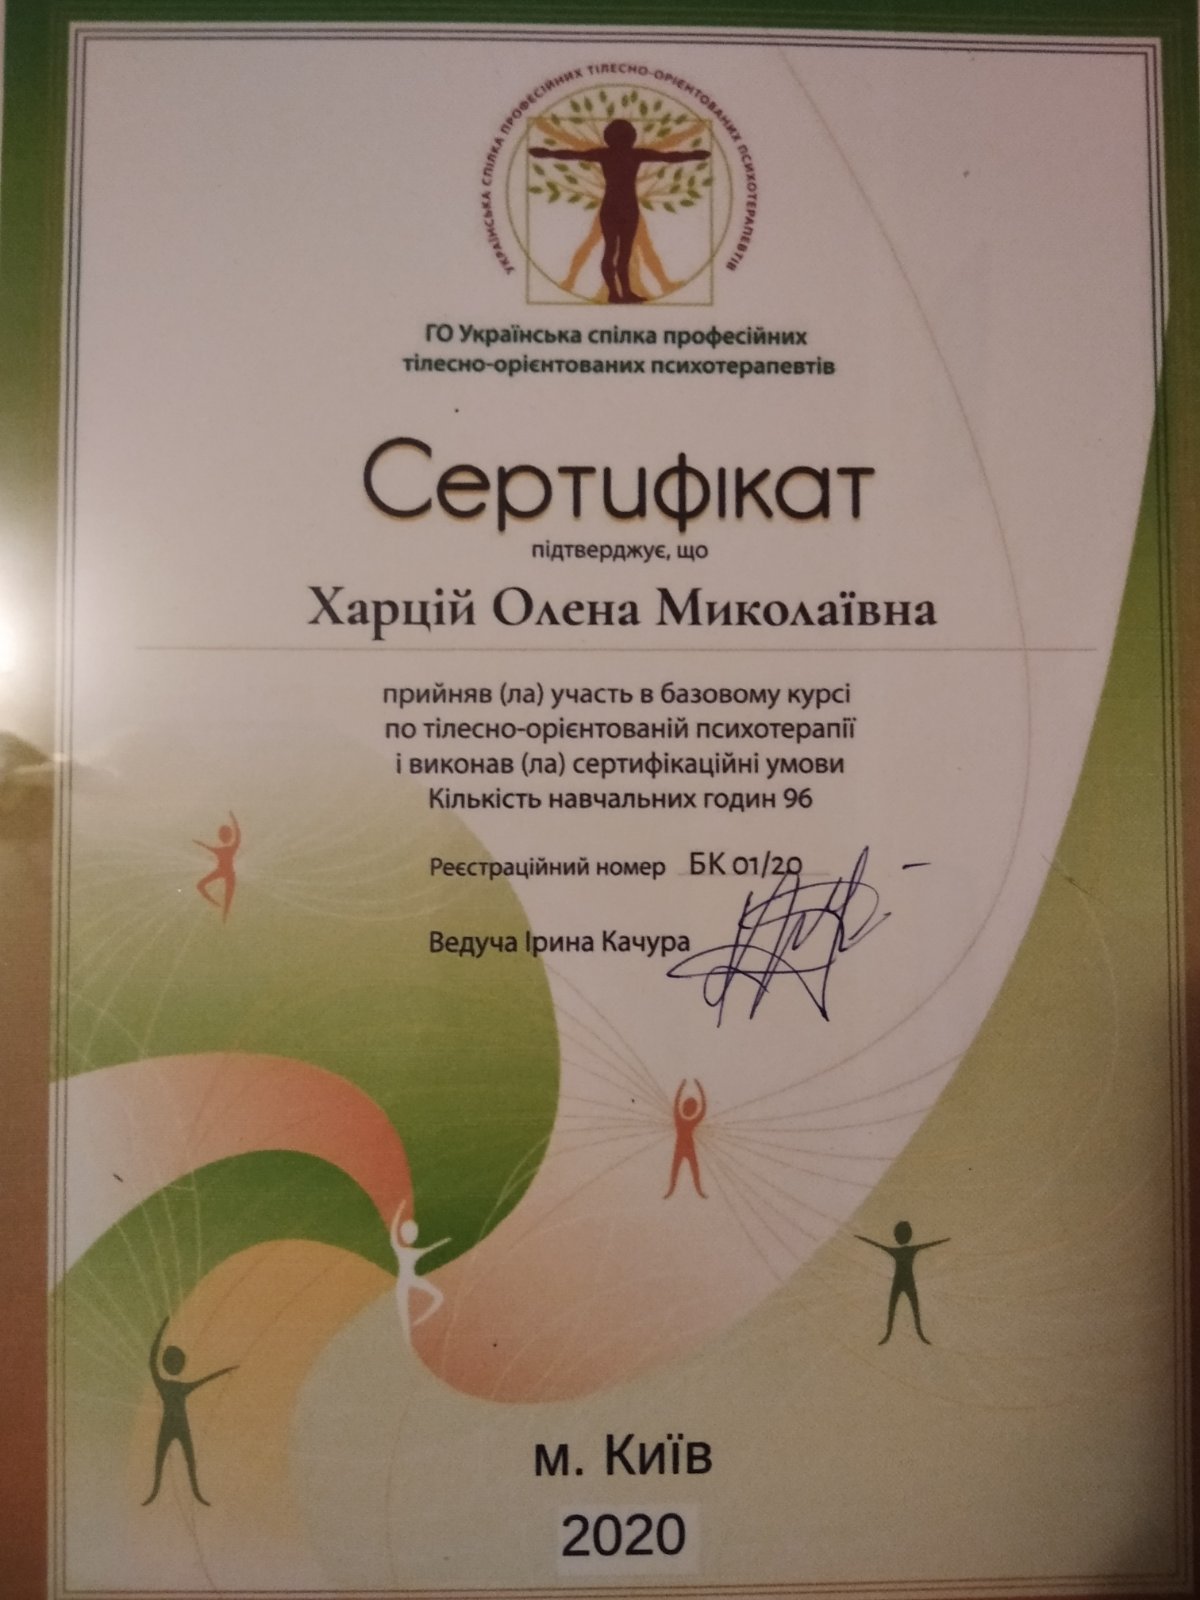 УКРАЇНСЬКА СПІЛКА ПРОФЕСІЙНИХ ТІЛЕСНО-ОРІЄНТОВАНИХ ПСИХОТЕРАПЕВТІВ
ГО Українська спілка професійних
тілесно-орієнтованих психотерапевтів
Сертифікат
підтверджує, що
Харцій Олена Миколаївна
прийняв (ла) участь в базовому курсі
по тілесно-орієнтованій психотерапії
і виконав (ла) сертифікаційні умови
Кількість навчальних годин 96
Реєстраційний номер БК 01/20
Ведуча Ірина Качура
м. Київ
2020